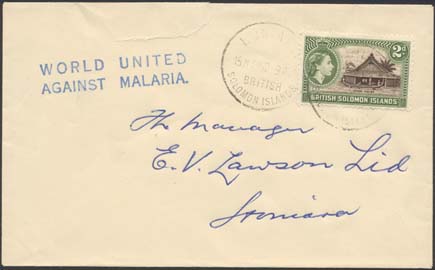 WORLD UNITED
AGAINST MALARIA.
BRITISH
SOLOMON ISLANDS
2d
BRITISH SOLOMON ISLANDS
The Manager
E. V. Lawson Ltd
Honiara